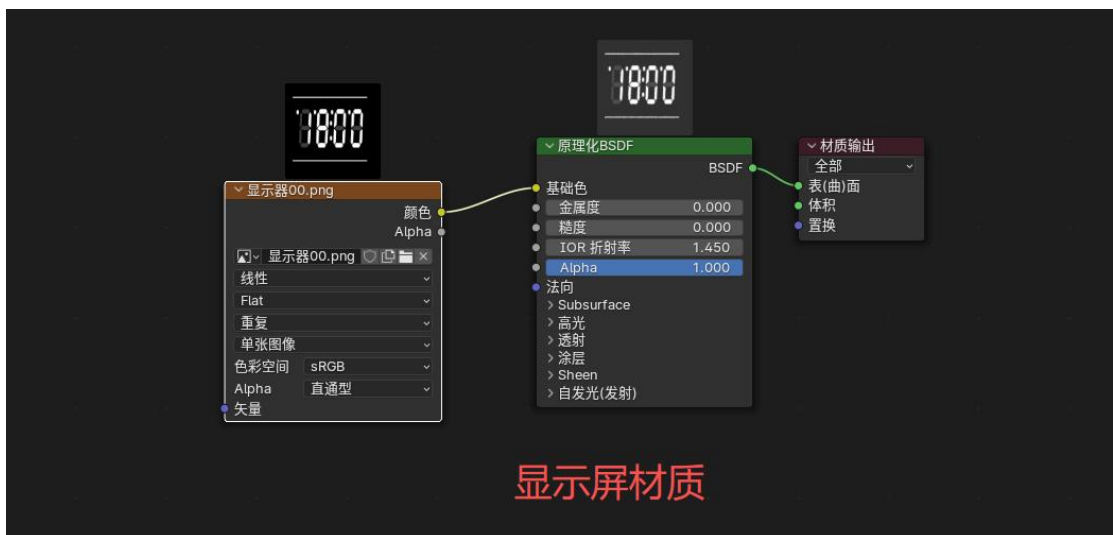 18:00
18:00
显示器00.png
颜色
Alpha
显示器00.png
线性
Flat
重复
单张图像
色彩空间 sRGB
Alpha 直通型
矢量
原理化BSDF
BSDF
基础色
金属度 0.000
糙度 0.000
IOR 折射率 1.450
Alpha 1.000
法向
Subsurface
高光
透射
涂层
Sheen
自发光(发射)
材质输出
全部
表(曲)面
体积
置换
显示屏材质